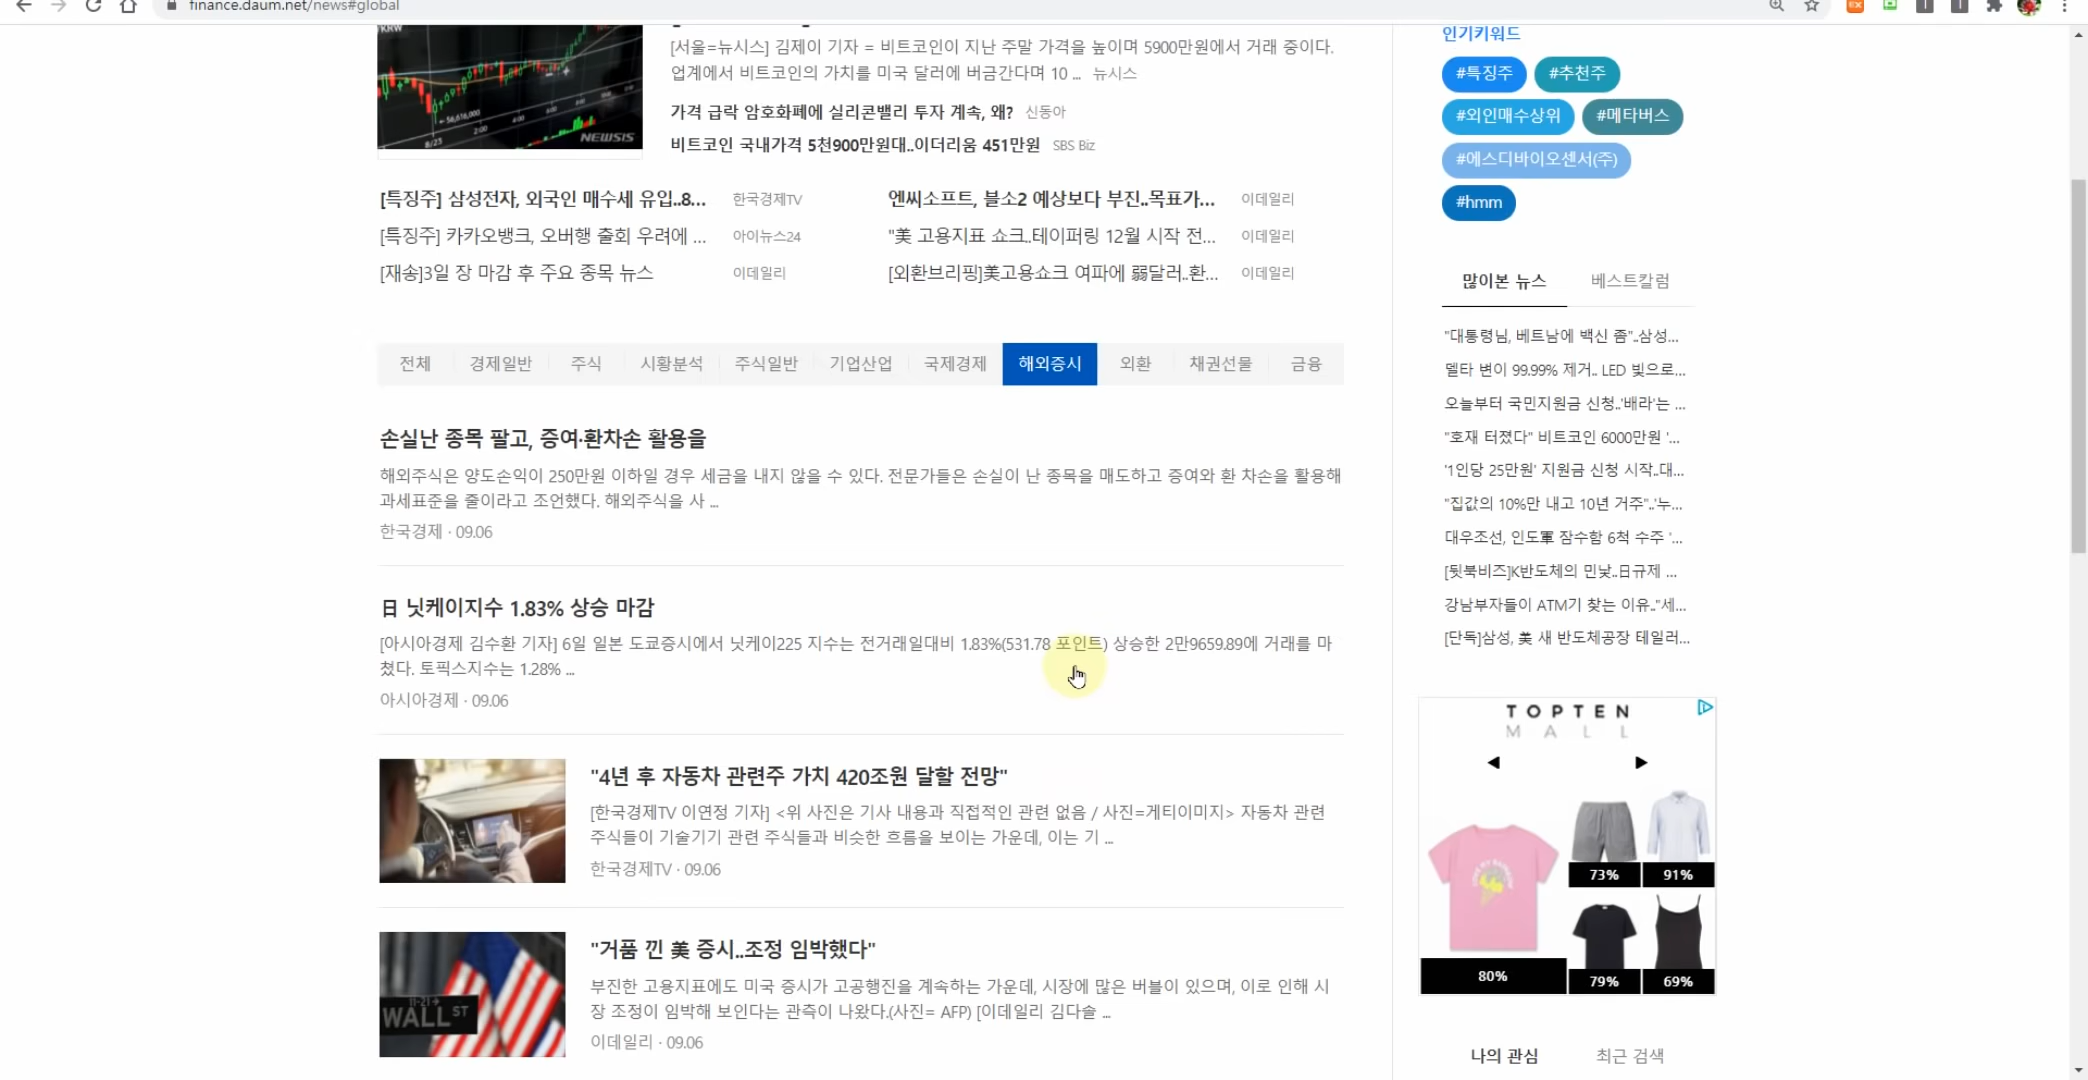 finance.daum.net/news#global
KRW
56,616,000
8/23
2:00
4:00
NEWSIS
[서울=뉴시스] 김제이 기자 = 비트코인이 지난 주말 가격을 높이며 5900만원에서 거래 중이다.
업계에서 비트코인의 가치를 미국 달러에 버금간다며 10 ... 뉴시스
가격 급락 암호화폐에 실리콘밸리 투자 계속, 왜? 신동아
비트코인 국내가격 5천900만원대..이더리움 451만원 SBS Biz
[특징주] 삼성전자, 외국인 매수세 유입..8... 한국경제TV
엔씨소프트, 블소2 예상보다 부진..목표가... 이데일리
[특징주] 카카오뱅크, 오버행 출회 우려에 ... 아이뉴스24
"美 고용지표 쇼크..테이퍼링 12월 시작 전... 이데일리
[재송]3일 장 마감 후 주요 종목 뉴스 이데일리
[외환브리핑]美고용쇼크 여파에 弱달러..환... 이데일리
전체 경제일반 주식 시황분석 주식일반 기업산업 국제경제 해외증시 외환 채권선물 금융
손실난 종목 팔고, 증여·환차손 활용을
해외주식은 양도손익이 250만원 이하일 경우 세금을 내지 않을 수 있다. 전문가들은 손실이 난 종목을 매도하고 증여와 환 차손을 활용해
과세표준을 줄이라고 조언했다. 해외주식을 사 ...
한국경제 · 09.06
日 닛케이지수 1.83% 상승 마감
[아시아경제 김수환 기자] 6일 일본 도쿄증시에서 닛케이225 지수는 전거래일대비 1.83%(531.78 포인트) 상승한 2만9659.89에 거래를 마
쳤다. 토픽스지수는 1.28% ...
아시아경제 · 09.06
"4년 후 자동차 관련주 가치 420조원 달할 전망"
[한국경제TV 이연정 기자] <위 사진은 기사 내용과 직접적인 관련 없음 / 사진=게티이미지> 자동차 관련
주식들이 기술기기 관련 주식들과 비슷한 흐름을 보이는 가운데, 이는 기 ...
한국경제TV · 09.06
11-21
WALL ST
"거품 낀 美 증시..조정 임박했다"
부진한 고용지표에도 미국 증시가 고공행진을 계속하는 가운데, 시장에 많은 버블이 있으며, 이로 인해 시
장 조정이 임박해 보인다는 관측이 나왔다.(사진= AFP) [이데일리 김다솔 ...
이데일리 · 09.06
인기키워드
#특징주 #추천주
#외인매수상위 #메타버스
#에스디바이오센서(주)
#hmm
많이본 뉴스 베스트칼럼
"대통령님, 베트남에 백신 좀"..삼성...
델타 변이 99.99% 제거.. LED 빛으로...
오늘부터 국민지원금 신청..'배라'는 ...
"호재 터졌다" 비트코인 6000만원 '...
'1인당 25만원' 지원금 신청 시작..대...
"집값의 10%만 내고 10년 거주"..'누...
대우조선, 인도軍 잠수함 6척 수주 '...
[뒷북비즈]K반도체의 민낯..日규제 ...
강남부자들이 ATM기 찾는 이유.."세...
[단독]삼성, 美 새 반도체공장 테일러...
TOPTEN
MALL
73% 91%
80% 79% 69%
나의 관심 최근 검색